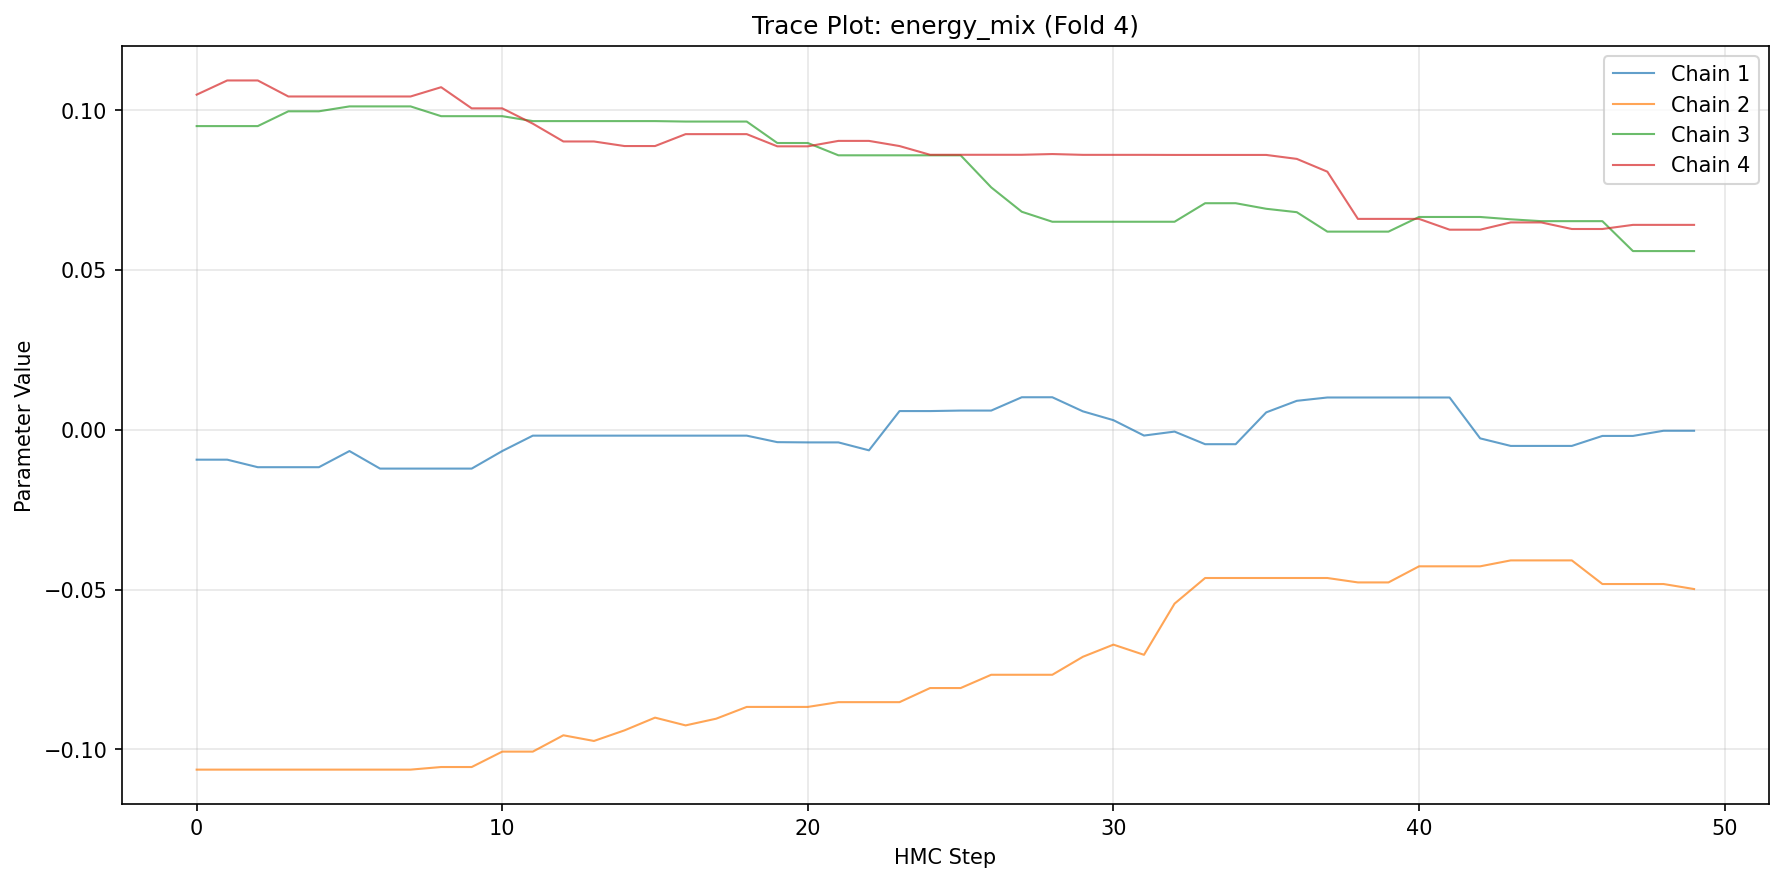 Trace Plot: energy_mix (Fold 4)
Chain 1
Chain 2
Chain 3
Chain 4
0.10
0.05
0.00
−0.05
−0.10
Parameter Value
0 10 20 30 40 50
HMC Step